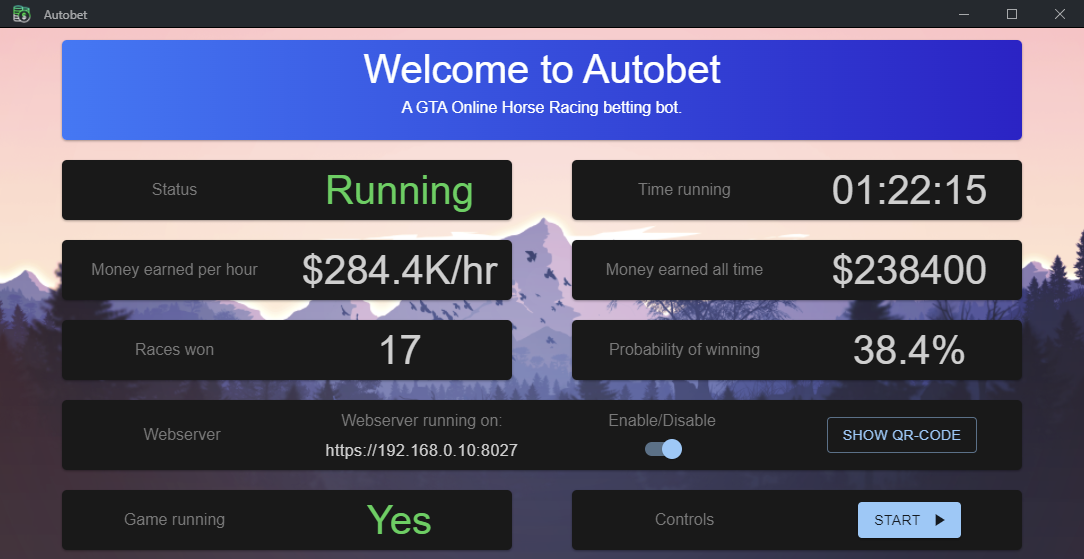 Autobet
Welcome to Autobet
A GTA Online Horse Racing betting bot.
Status Running
Time running 01:22:15
Money earned per hour $284.4K/hr
Money earned all time $238400
Races won 17
Probability of winning 38.4%
Webserver
Webserver running on:
https://192.168.0.10:8027
Enable/Disable
SHOW QR-CODE
Game running Yes
Controls START